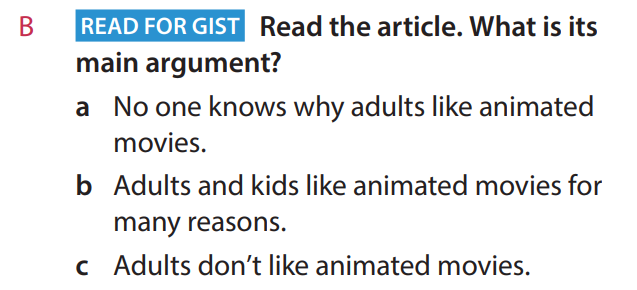 B READ FOR GIST Read the article. What is its
main argument?
a No one knows why adults like animated
movies.
b Adults and kids like animated movies for
many reasons.
c Adults don't like animated movies.